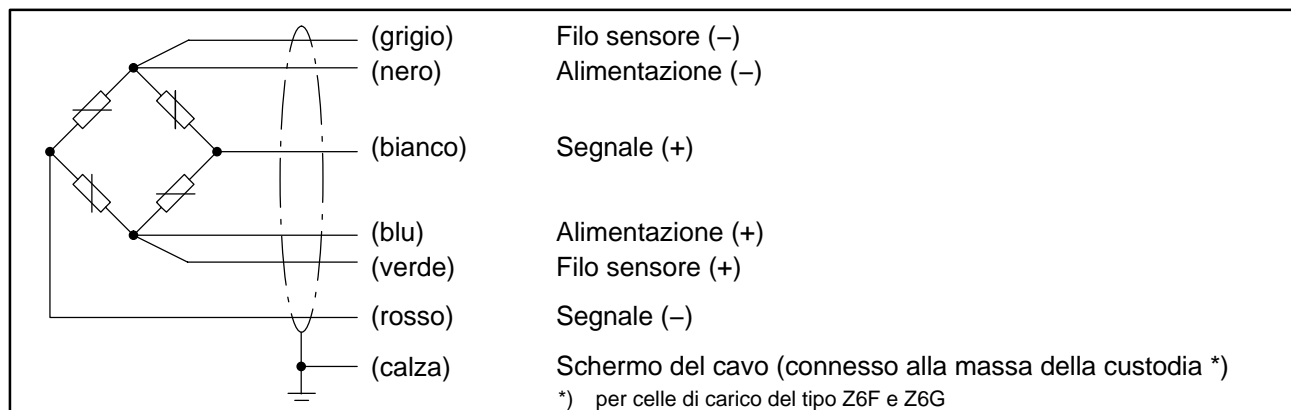 (grigio) Filo sensore (−)
(nero) Alimentazione (−)
(bianco) Segnale (+)
(blu) Alimentazione (+)
(verde) Filo sensore (+)
(rosso) Segnale (−)
(calza) Schermo del cavo (connesso alla massa della custodia *)
*) per celle di carico del tipo Z6F e Z6G